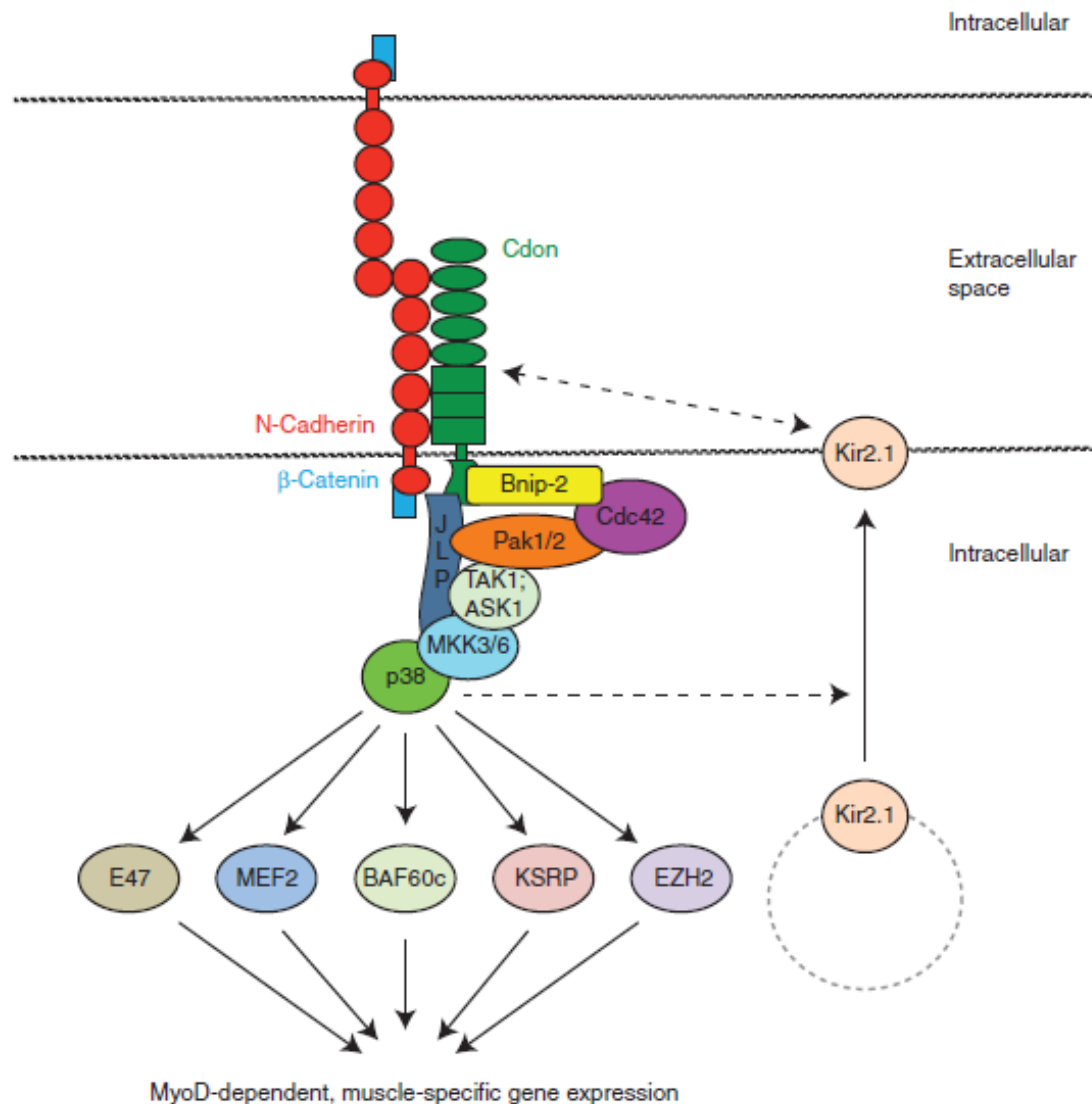 Intracellular
Cdon
Extracellular
space
N-Cadherin
Kir2.1
β-Catenin
Bnip-2
Cdc42
JLP
Pak1/2
Intracellular
TAK1;
ASK1
MKK3/6
p38
Kir2.1
E47
MEF2
BAF60c
KSRP
EZH2
MyoD-dependent, muscle-specific gene expression